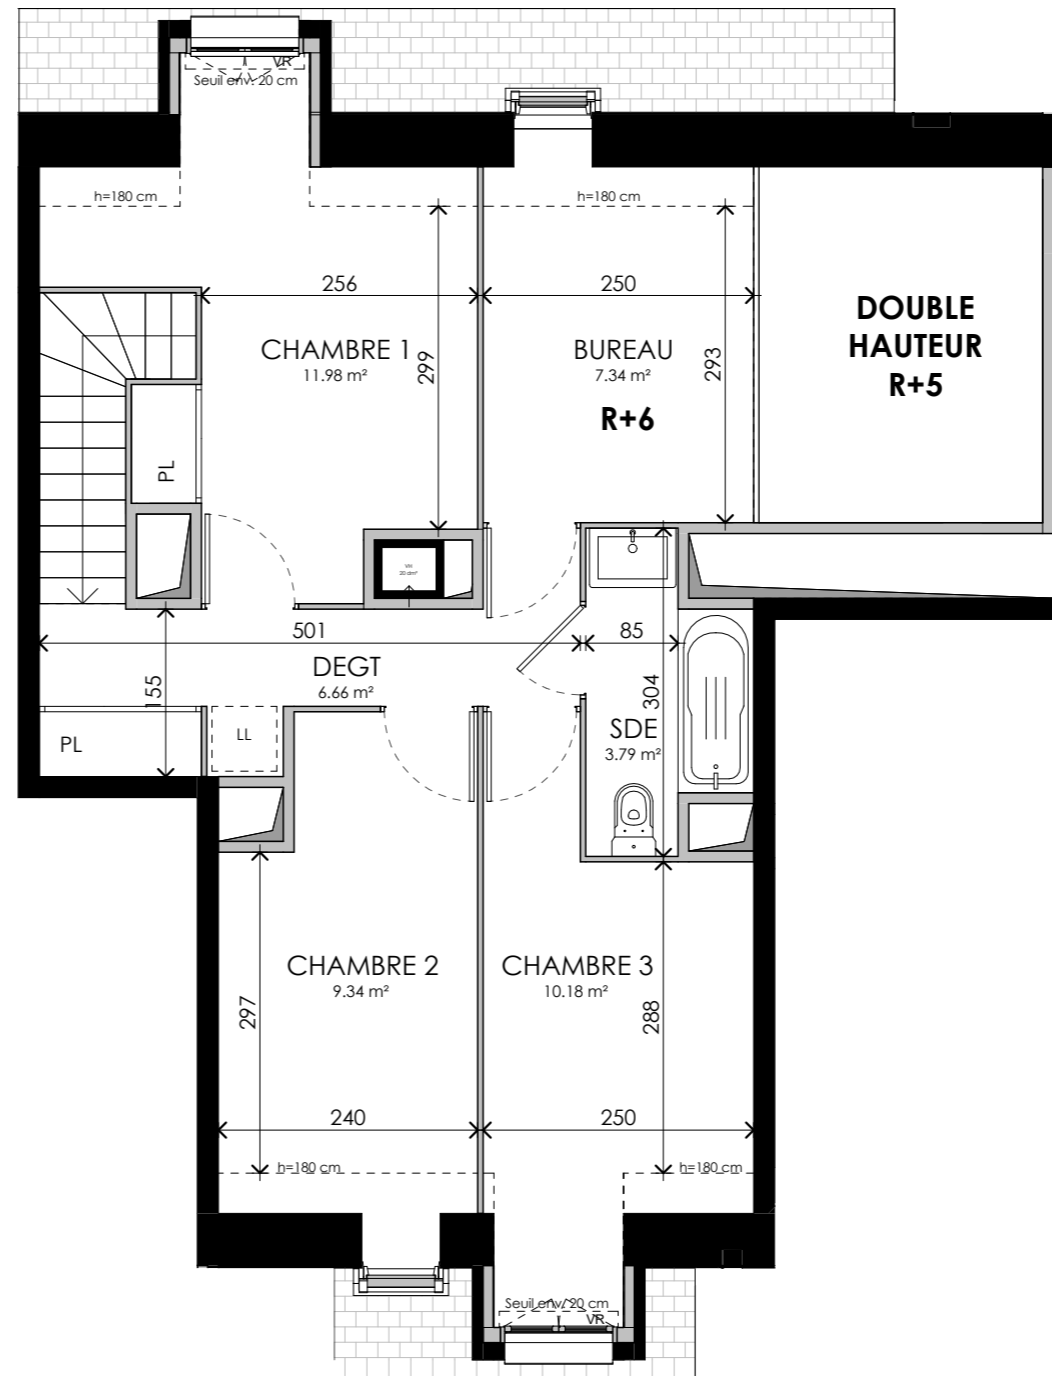 VR
Seuil env. 20 cm
h=180 cm
h=180 cm
256
250
DOUBLE
HAUTEUR
R+5
CHAMBRE 1
11.98 m²
299
BUREAU
7.34 m²
293
R+6
PL
VH
20 dm²
501
85
DEGT
6.66 m²
155
304
SDE
3.79 m²
PL
LL
CHAMBRE 2
9.34 m²
CHAMBRE 3
10.18 m²
297
288
240
250
h=180 cm
h=180 cm
Seuil env. 20 cm
VR